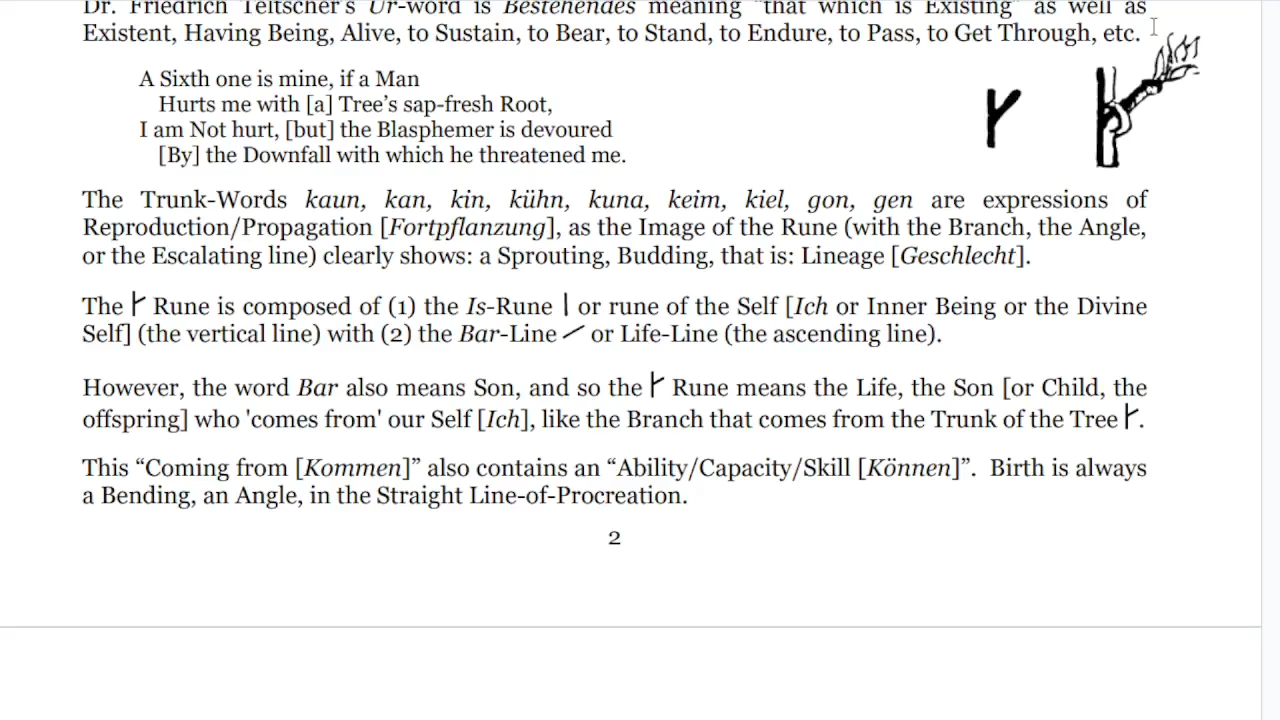 Dr. Friedrich Teltscher's Ur-word is Bestehendes meaning "that which is Existing" as well as
Existent, Having Being, Alive, to Sustain, to Bear, to Stand, to Endure, to Pass, to Get Through, etc.
A Sixth one is mine, if a Man
Hurts me with [a] Tree's sap-fresh Root,
I am Not hurt, [but] the Blasphemer is devoured
[By] the Downfall with which he threatened me.
The Trunk-Words kaun, kan, kin, kühn, kuna, keim, kiel, gon, gen are expressions of
Reproduction/Propagation [Fortpflanzung], as the Image of the Rune (with the Branch, the Angle,
or the Escalating line) clearly shows: a Sprouting, Budding, that is: Lineage [Geschlecht].
The ᚴ Rune is composed of (1) the Is-Rune ᛁ or rune of the Self [Ich or Inner Being or the Divine
Self] (the vertical line) with (2) the Bar-Line ⟋ or Life-Line (the ascending line).
However, the word Bar also means Son, and so the ᚴ Rune means the Life, the Son [or Child, the
offspring] who 'comes from' our Self [Ich], like the Branch that comes from the Trunk of the Tree ᚴ.
This “Coming from [Kommen]” also contains an “Ability/Capacity/Skill [Können]”. Birth is always
a Bending, an Angle, in the Straight Line-of-Procreation.
2